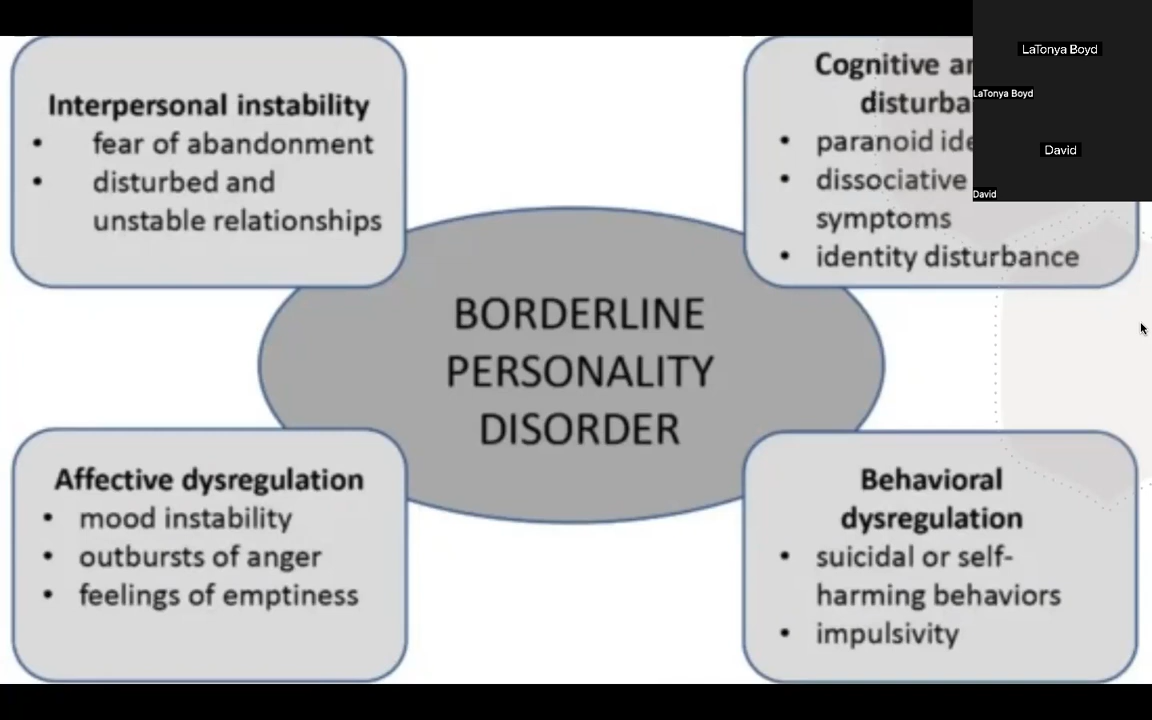 Interpersonal instability
• fear of abandonment
• disturbed and
unstable relationships
Cognitive
disturba
• paranoid ide
• dissociative
symptoms
• identity disturbance
BORDERLINE
PERSONALITY
DISORDER
Affective dysregulation
• mood instability
• outbursts of anger
• feelings of emptiness
Behavioral
dysregulation
• suicidal or self-
harming behaviors
• impulsivity
LaTonya Boyd
LaTonya Boyd
David
David